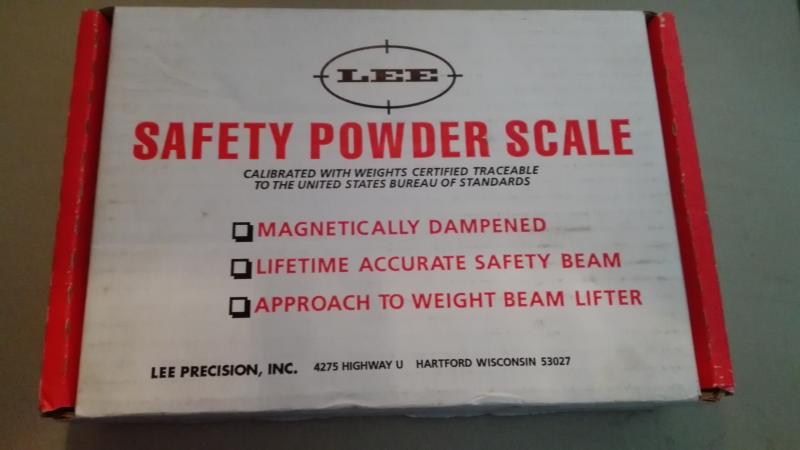 LEE
SAFETY POWDER SCALE
CALIBRATED WITH WEIGHTS CERTIFIED TRACEABLE
TO THE UNITED STATES BUREAU OF STANDARDS
MAGNETICALLY DAMPENED
LIFETIME ACCURATE SAFETY BEAM
APPROACH TO WEIGHT BEAM LIFTER
LEE PRECISION, INC. 4275 HIGHWAY U HARTFORD WISCONSIN 53027